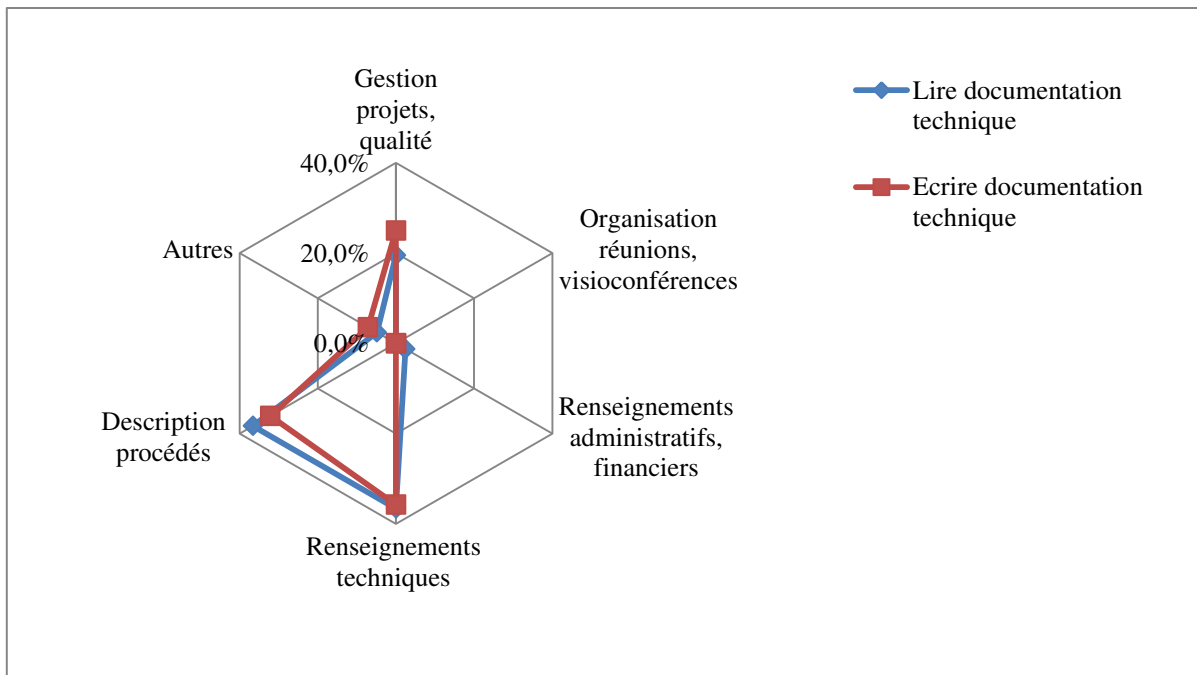 Gestion
projets,
qualité
40,0%
20,0%
0,0%
Organisation
réunions,
visioconférences
Renseignements
administratifs,
financiers
Renseignements
techniques
Description
procédés
Autres
Lire documentation
technique
Ecrire documentation
technique